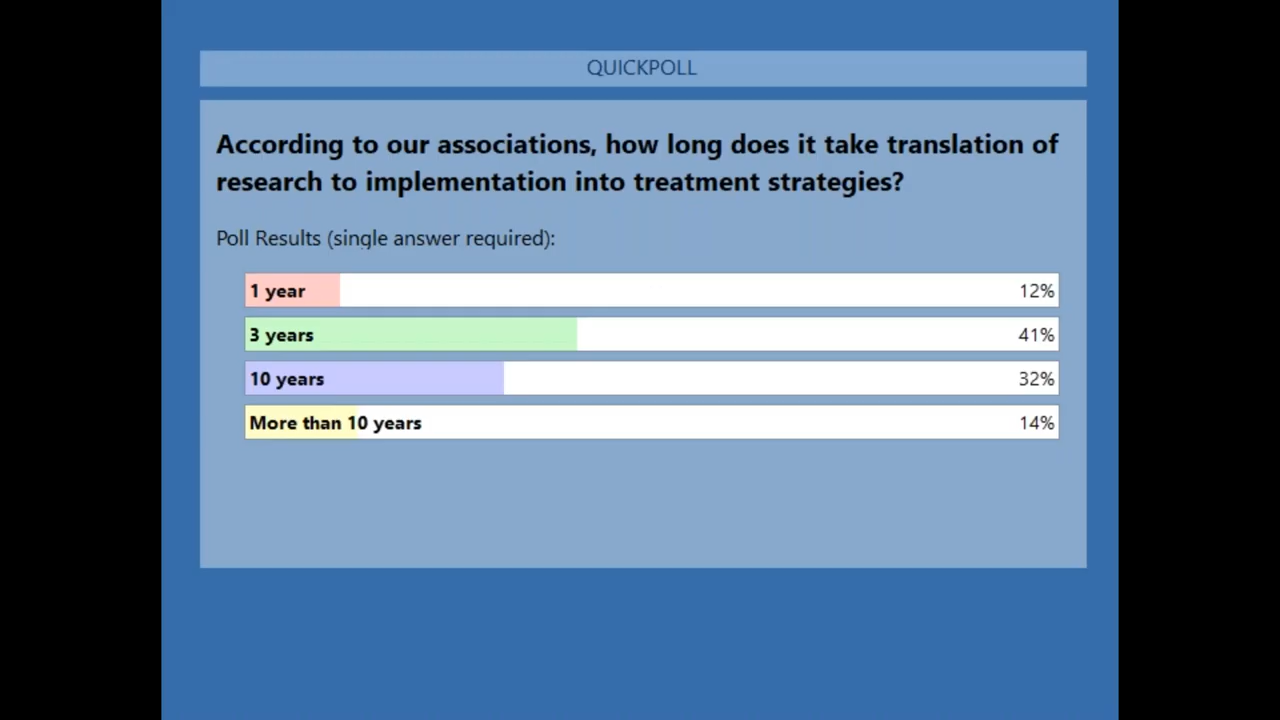 QUICKPOLL
According to our associations, how long does it take translation of
research to implementation into treatment strategies?
Poll Results (single answer required):
1 year 12%
3 years 41%
10 years 32%
More than 10 years 14%